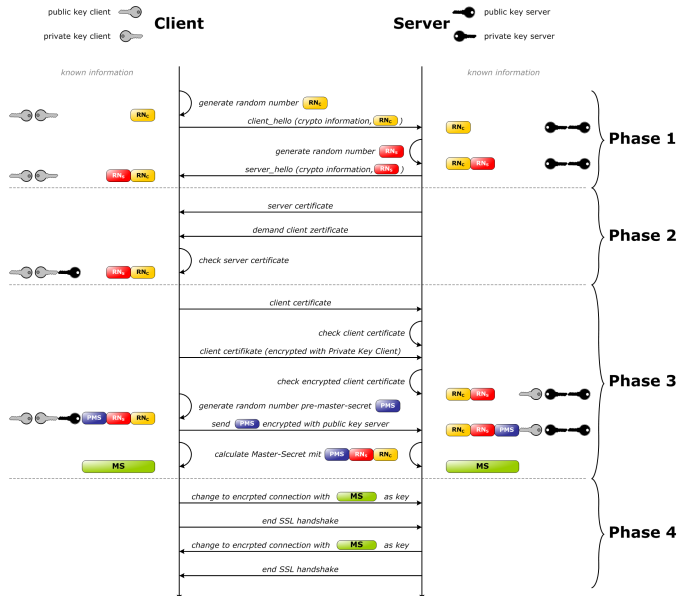 public key client
Client
Server
public key server
private key client
private key server
known information
known information
generate random number RNC
RNC
client_hello (crypto information, RNC )
RNC
Phase 1
generate random number RNS
RNC RNS
server_hello (crypto information, RNS )
RNS RNC
server certificate
demand client zertificate
Phase 2
check server certificate
RNS RNC
client certificate
check client certificate
client certifikate (encrypted with Private Key Client)
check encrypted client certificate
Phase 3
RNC RNS
generate random number pre-master-secret PMS
PMS RNS RNC
send PMS encrypted with public key server
RNC RNS PMS
calculate Master-Secret mit PMS RNS RNC
MS
MS
change to encrpted connection with MS as key
end SSL handshake
Phase 4
change to encrpted connection with MS as key
end SSL handshake